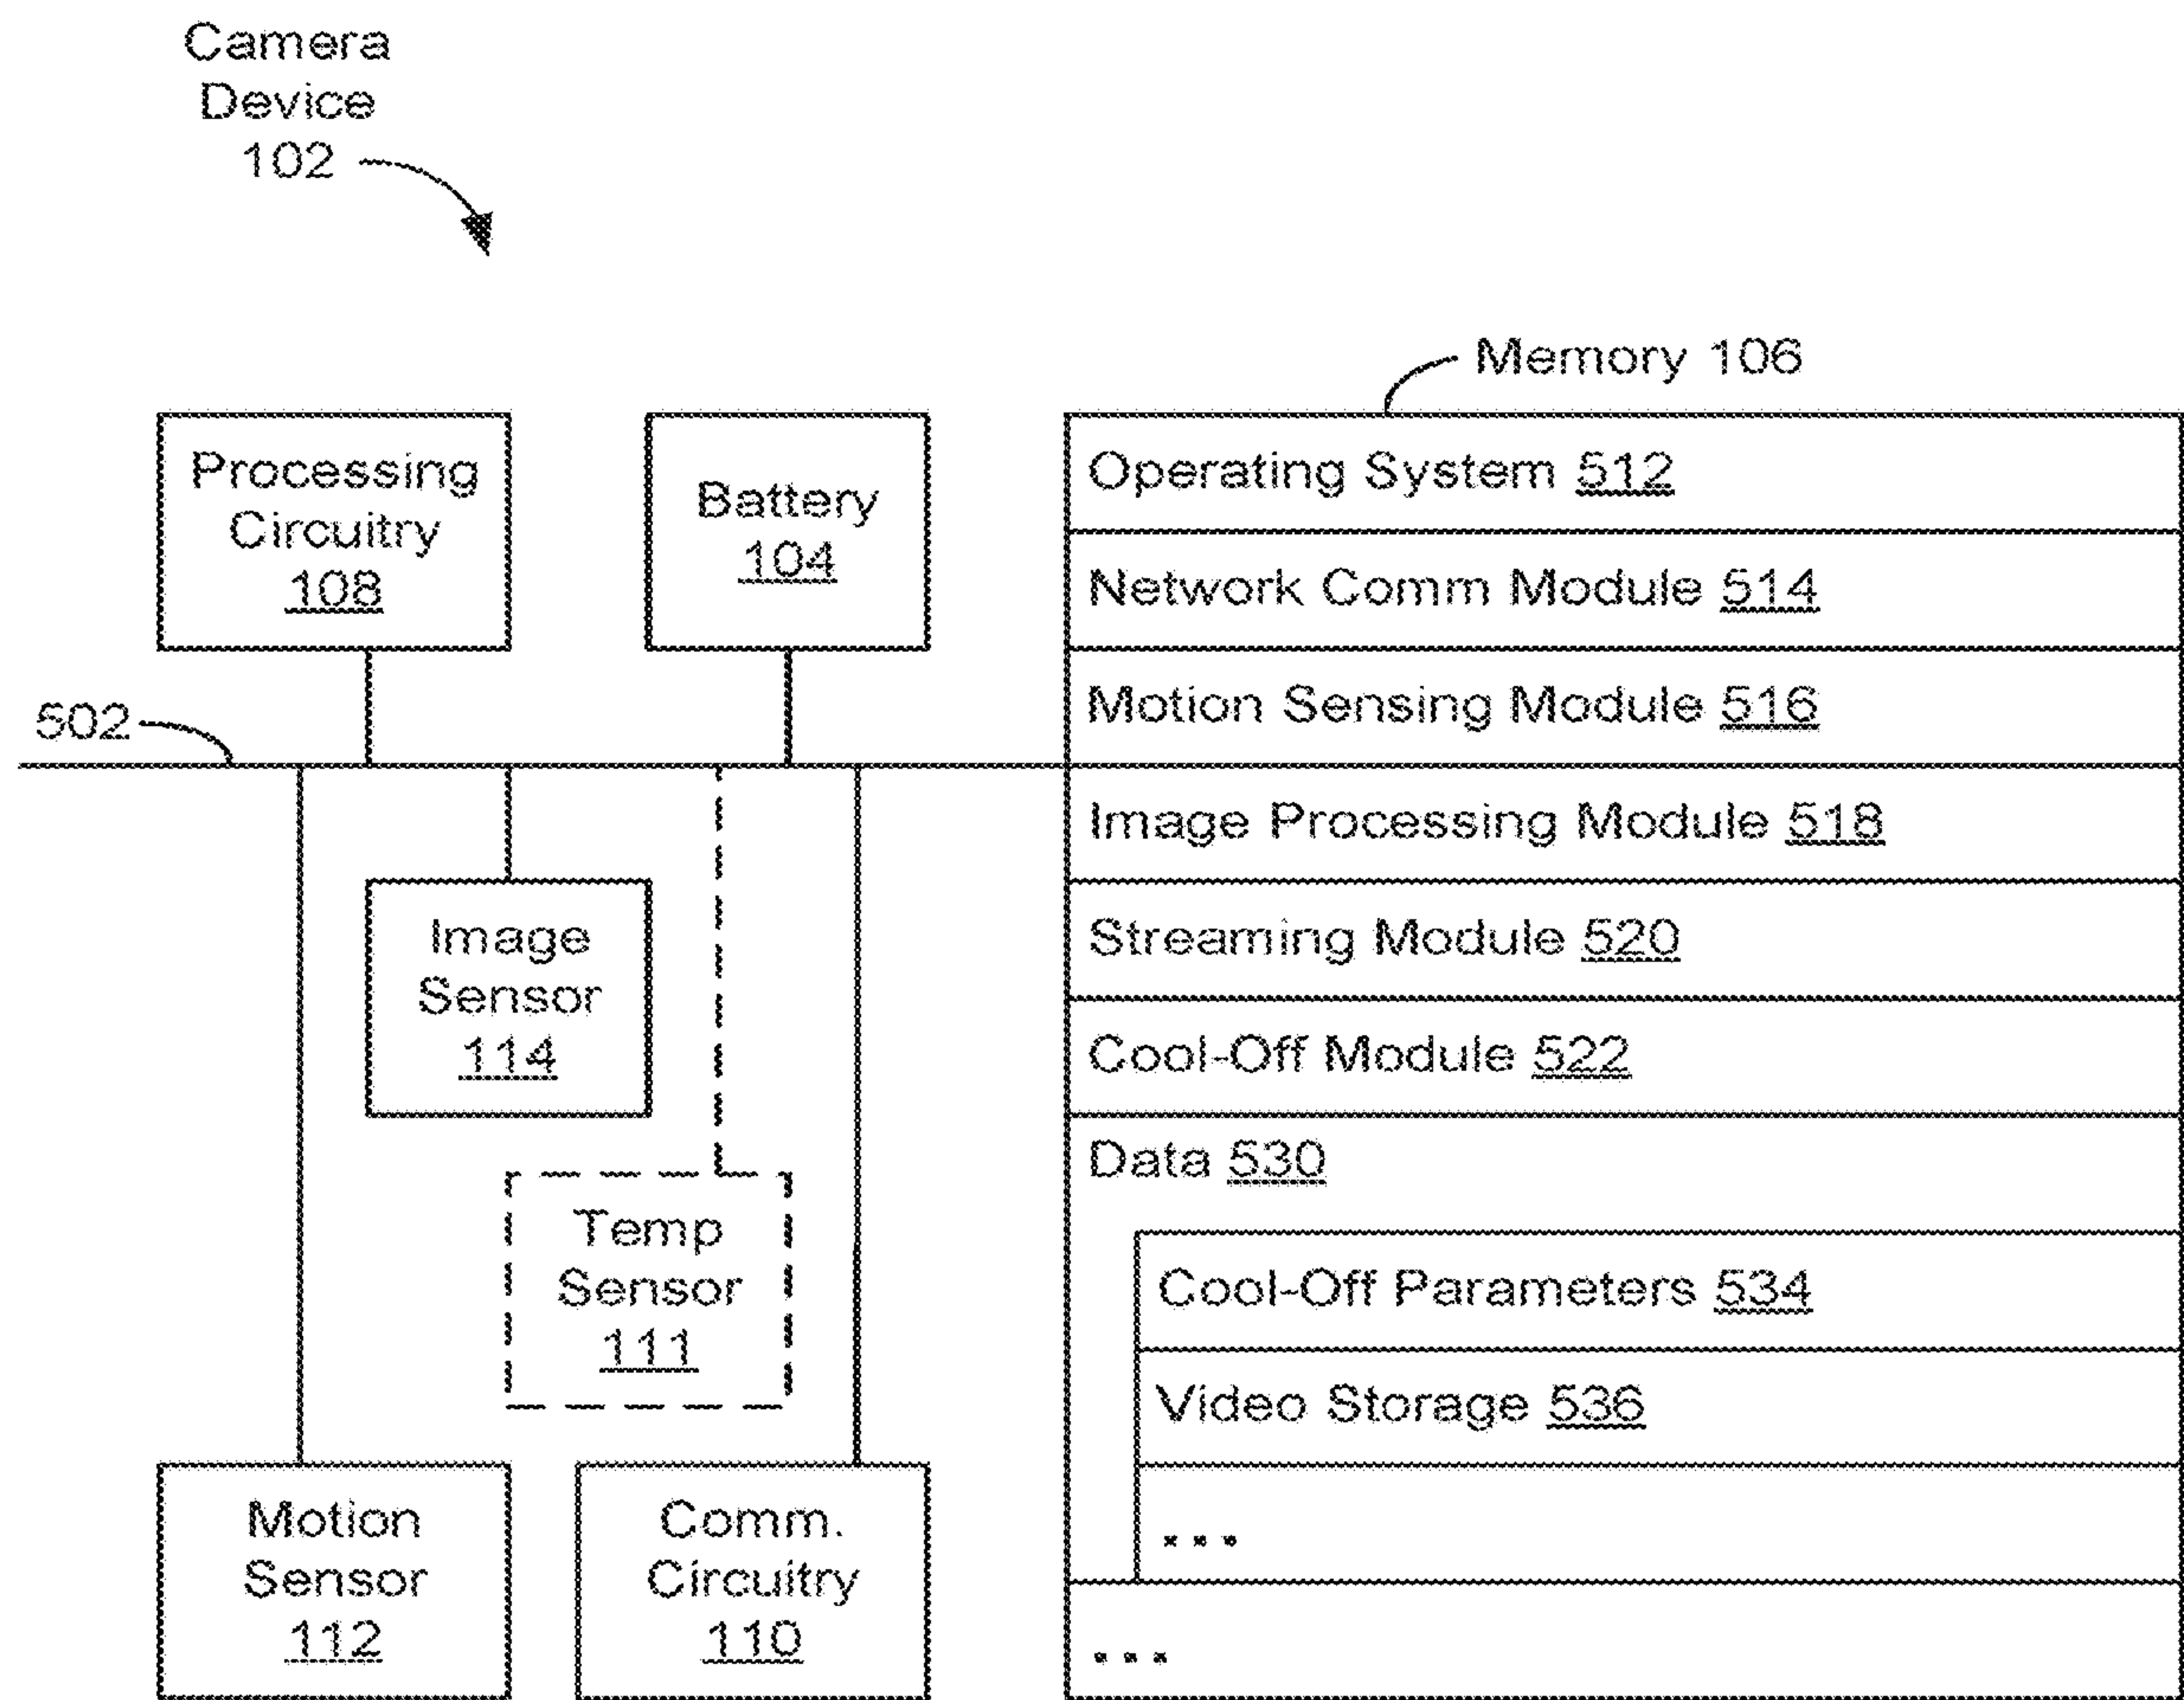 Camera
Device
102
Memory 106
Processing
Circuitry
108
Battery
104
502
Image
Sensor
114
Temp
Sensor
111
Motion
Sensor
112
Comm.
Circuitry
110
Operating System 512
Network Comm Module 514
Motion Sensing Module 516
Image Processing Module 518
Streaming Module 520
Cool-Off Module 522
Data 530
Cool-Off Parameters 534
Video Storage 536
...
...